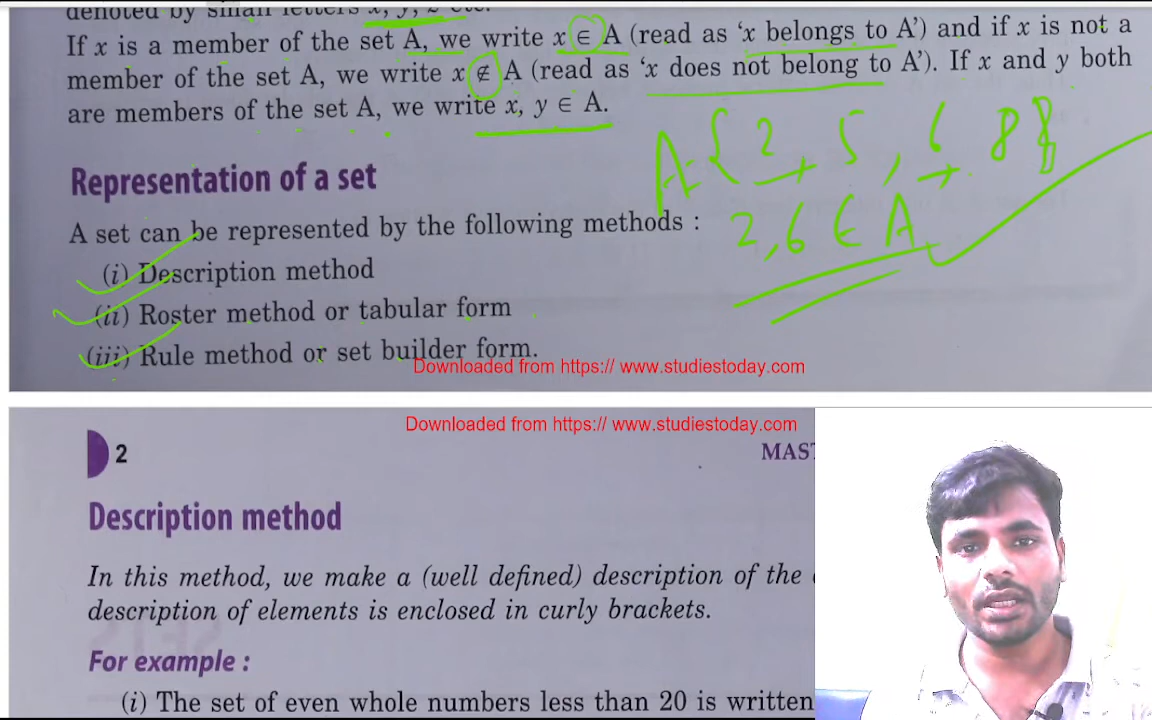 denoted by small letters x, y, z etc.
If x is a member of the set A, we write x ∈ A (read as ‘x belongs to A’) and if x is not a
member of the set A, we write x ∉ A (read as ‘x does not belong to A’). If x and y both
are members of the set A, we write x, y ∈ A.
A {2, 5, 6, 8}
Representation of a set
2,6 ∈ A
A set can be represented by the following methods :
(i) Description method
(ii) Roster method or tabular form
(iii) Rule method or set builder form.
Downloaded from https:// www.studiestoday.com
Downloaded from https:// www.studiestoday.com
2
MAST
Description method
In this method, we make a (well defined) description of the
description of elements is enclosed in curly brackets.
For example :
(i) The set of even whole numbers less than 20 is written